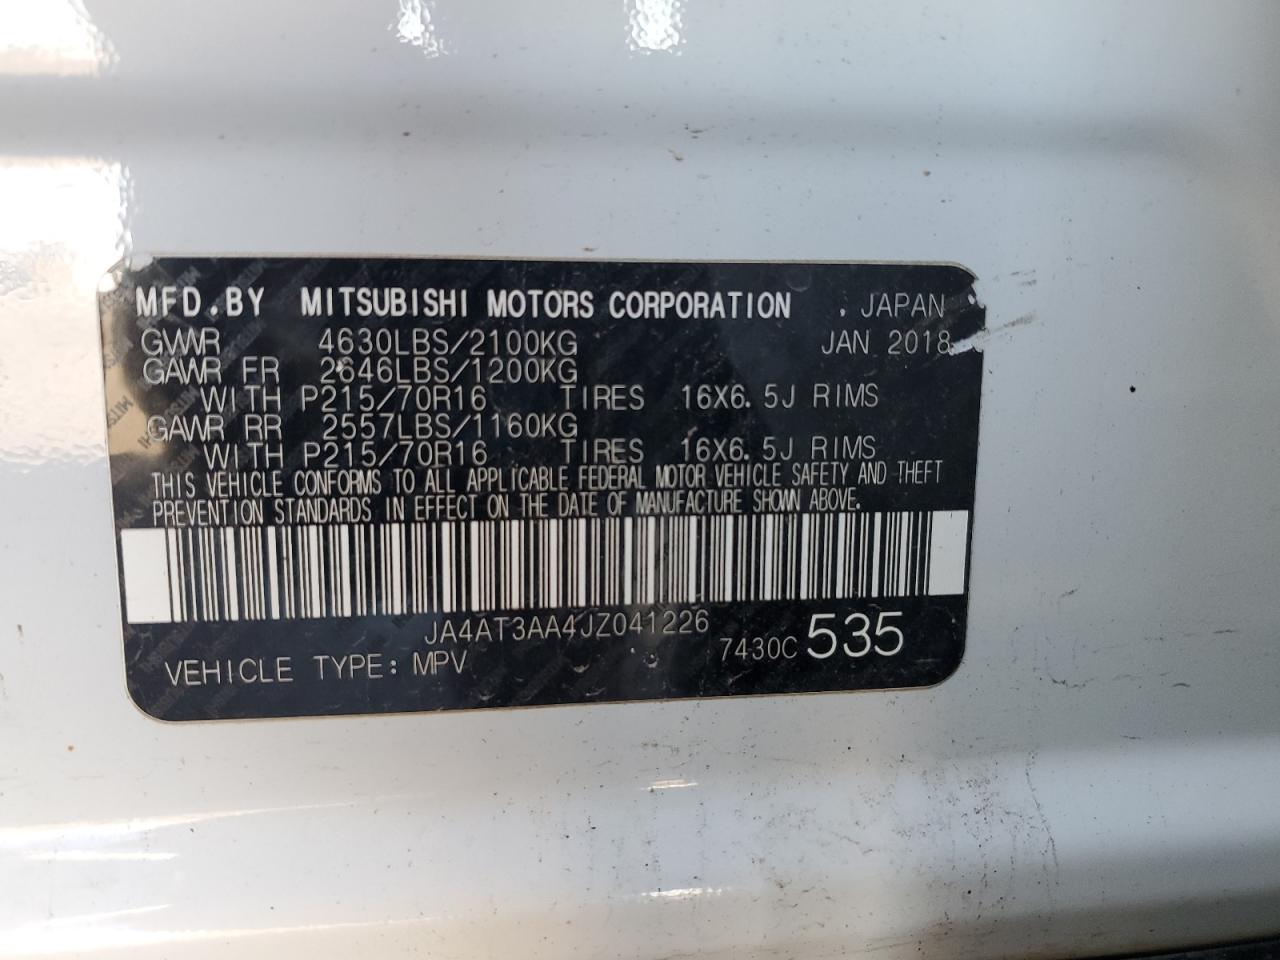 MFD.BY MITSUBISHI MOTORS CORPORATION . JAPAN
GVWR 4630LBS/2100KG JAN 2018
GAWR FR 2646LBS/1200KG
WITH P215/70R16 TIRES 16X6.5J RIMS
GAWR RR 2557LBS/1160KG
WITH P215/70R16 TIRES 16X6.5J RIMS
THIS VEHICLE CONFORMS TO ALL APPLICABLE FEDERAL MOTOR VEHICLE SAFETY AND THEFT
PREVENTION STANDARDS IN EFFECT ON THE DATE OF MANUFACTURE SHOWN ABOVE.
JA4AT3AA4JZ041226
7430C 535
VEHICLE TYPE: MPV